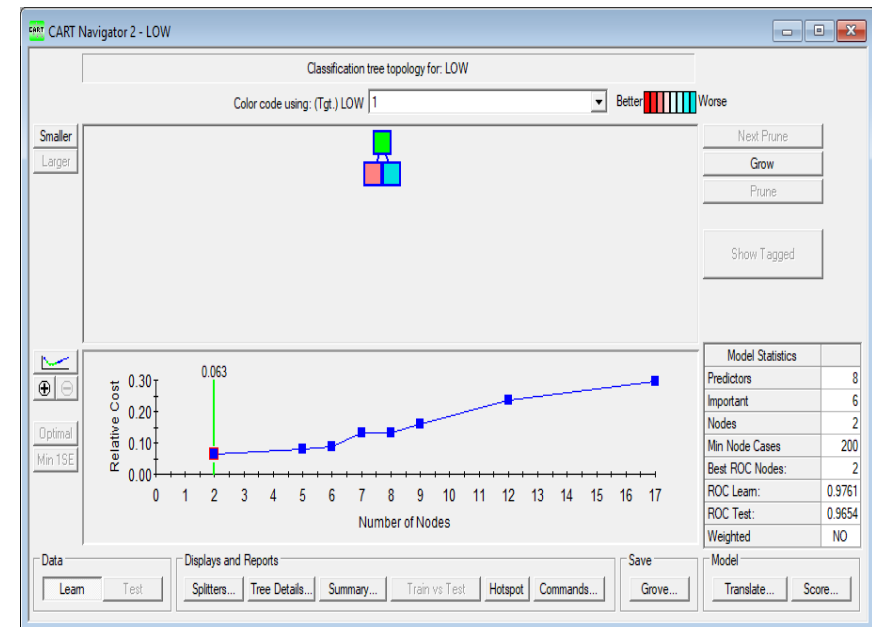 CART CART Navigator 2 - LOW
Classification tree topology for: LOW
Color code using: (Tgt.) LOW 1 Better Worse
Smaller
Larger
Next Prune
Grow
Prune
Show Tagged
Optimal
Min 1SE
Relative Cost
0.063
0.30
0.20
0.10
0.00
0 1 2 3 4 5 6 7 8 9 10 11 12 13 14 15 16 17
Number of Nodes
Model Statistics
Predictors 8
Important 6
Nodes 2
Min Node Cases 200
Best ROC Nodes: 2
ROC Learn: 0.9761
ROC Test: 0.9654
Weighted NO
Data
Learn Test
Displays and Reports
Splitters... Tree Details... Summary... Train vs Test Hotspot Commands...
Save
Grove...
Model
Translate... Score...